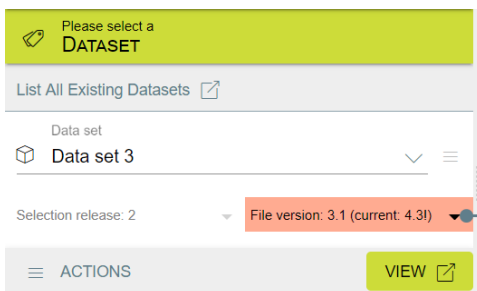 Please select a
DATASET
List All Existing Datasets
Data set
Data set 3
Selection release: 2
File version: 3.1 (current: 4.3!)
ACTIONS
VIEW